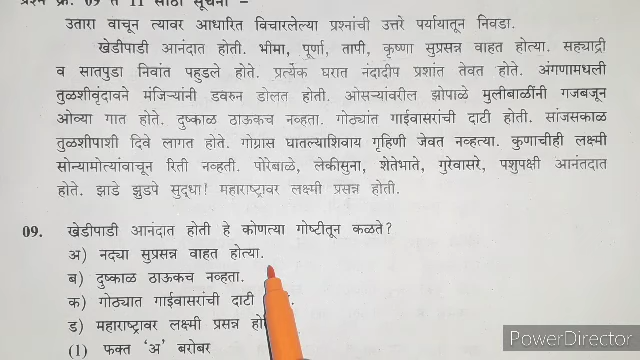 प्रश्न क्र. 09 ते 11 साठी सूचना –
उतारा वाचून त्यावर आधारित विचारलेल्या प्रश्नांची उत्तरे पर्यायातून निवडा.
खेडीपाडी आनंदात होती. भीमा, पूर्णा, तापी, कृष्णा सुप्रसन्न वाहत होत्या. सह्याद्री
व सातपुडा निवांत पहुडले होते. प्रत्येक घरात नंदादीप प्रशांत तेवत होते. अंगणामधली
तुळशीवृंदावने मंजिऱ्यांनी डवरुन डोलत होती. ओसऱ्यांवरील झोपाळे मुलीबाळींनी गजबजून
ओव्या गात होते. दुष्काळ ठाऊकच नव्हता. गोठ्यांत गाईवासरांची दाटी होती. सांजसकाळ
तुळशीपाशी दिवे लागत होते. गोग्रास घातल्याशिवाय गृहिणी जेवत नव्हत्या. कुणाचीही लक्ष्मी
सोन्यामोत्यांवाचून रिती नव्हती. पोरेबाळे, लेकीसुना, शेतेभाते, गुरेवासरे, पशुपक्षी आनंतदात
होते. झाडे झुडपे सुद्धा! महाराष्ट्रावर लक्ष्मी प्रसन्न होती.
09. खेडीपाडी आनंदात होती हे कोणत्या गोष्टीतून कळते?
अ) नद्या सुप्रसन्न वाहत होत्या.
ब) दुष्काळ ठाऊकच नव्हता.
क) गोठ्यात गाईवासरांची दाटी
ड) महाराष्ट्रावर लक्ष्मी प्रसन्न
(1) फक्त 'अ' बरोबर
PowerDirector